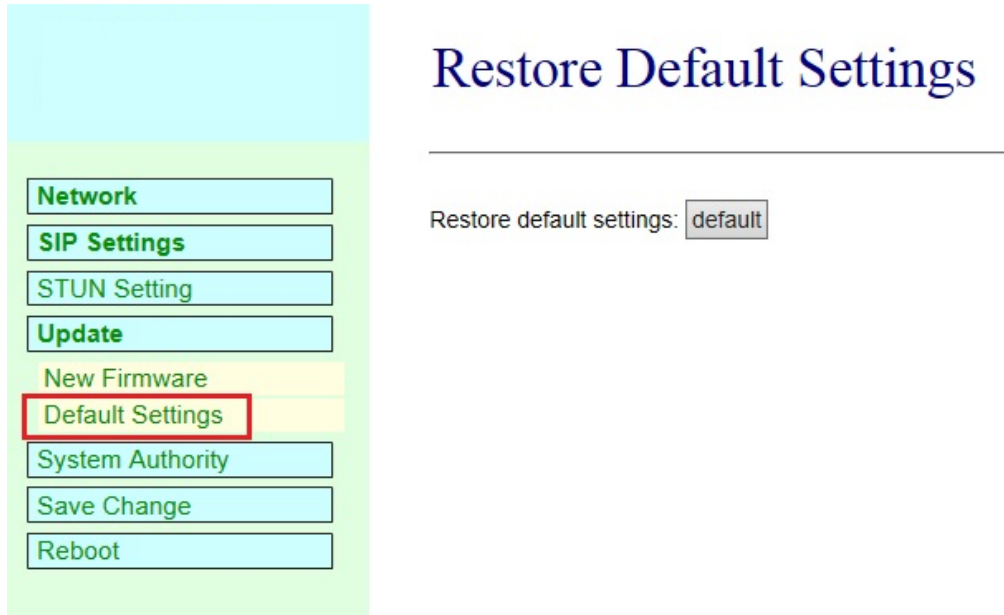 Restore Default Settings
Network
SIP Settings
STUN Setting
Update
New Firmware
Default Settings
System Authority
Save Change
Reboot
Restore default settings: default